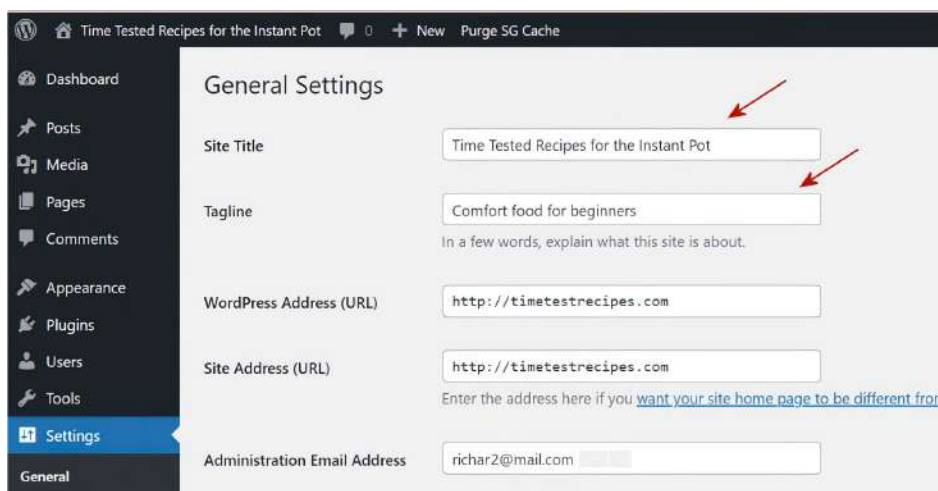 Time Tested Recipes for the Instant Pot 0 New Purge SG Cache
Dashboard
Posts
Media
Pages
Comments
Appearance
Plugins
Users
Tools
Settings
General
General Settings
Site Title
Time Tested Recipes for the Instant Pot
Tagline
Comfort food for beginners
In a few words, explain what this site is about.
WordPress Address (URL)
http://timetestrecipes.com
Site Address (URL)
http://timetestrecipes.com
Enter the address here if you want your site home page to be different from
Administration Email Address
richar2@mail.com